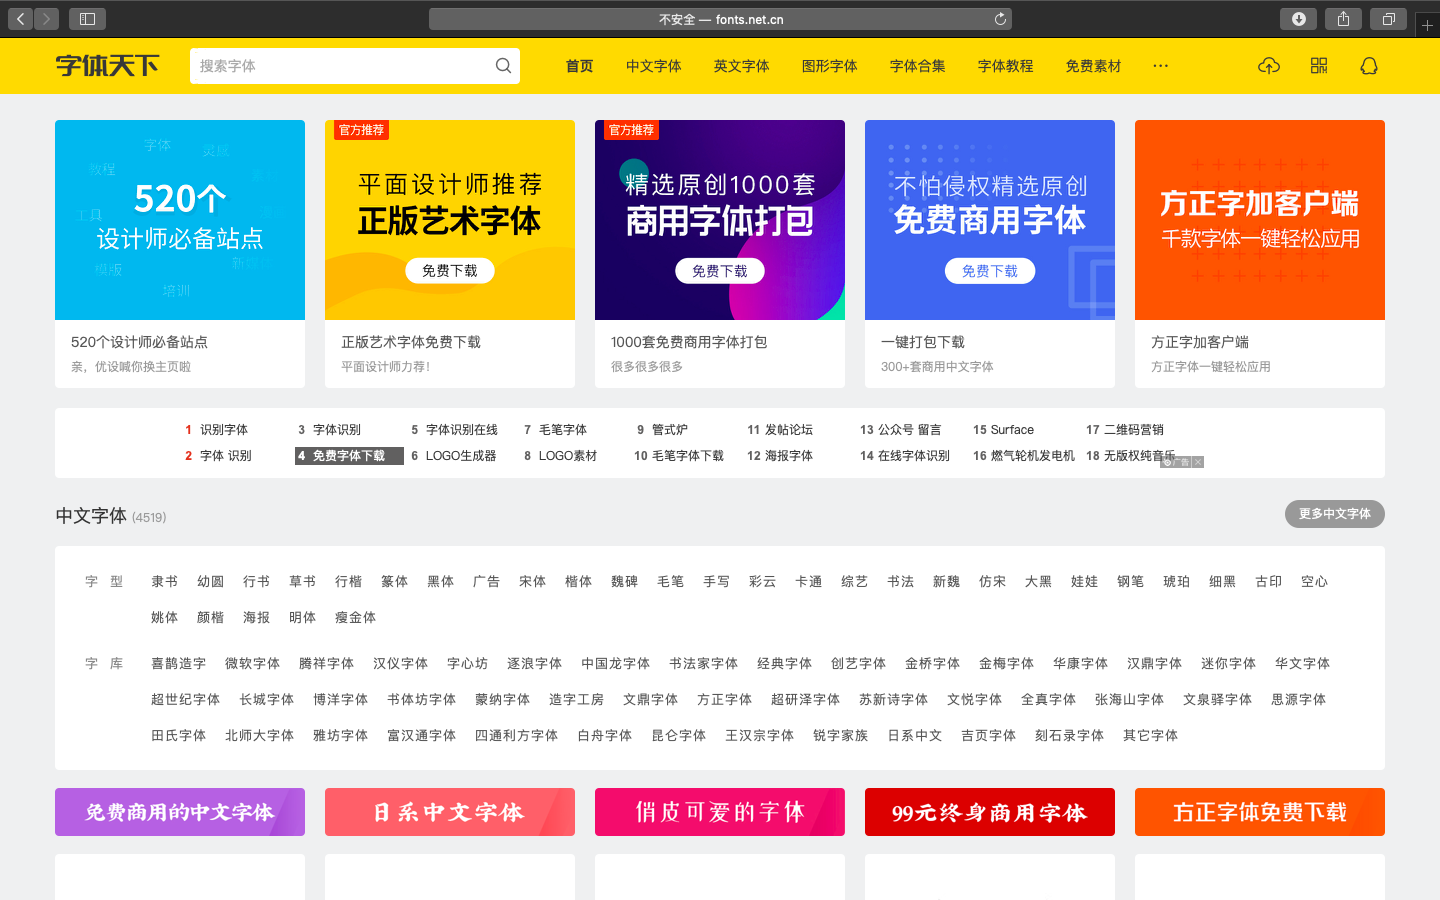 不安全 — fonts.net.cn
字体天下
搜索字体
首页 中文字体 英文字体 图形字体 字体合集 字体教程 免费素材 ···
字体
灵感
教程
520个
工具
设计师必备站点
模版
培训
520个设计师必备站点
亲，优设喊你换主页啦
官方推荐
平面设计师推荐
正版艺术字体
免费下载
正版艺术字体免费下载
平面设计师力荐！
官方推荐
精选原创1000套
商用字体打包
免费下载
1000套免费商用字体打包
很多很多很多
不怕侵权精选原创
免费商用字体
免费下载
一键打包下载
300+套商用中文字体
方正字加客户端
千款字体一键轻松应用
方正字加客户端
方正字体一键轻松应用
1 识别字体 3 字体识别 5 字体识别在线 7 毛笔字体 9 管式炉 11 发帖论坛 13 公众号 留言 15 Surface 17 二维码营销
2 字体 识别 4 免费字体下载 6 LOGO生成器 8 LOGO素材 10 毛笔字体下载 12 海报字体 14 在线字体识别 16 燃气轮机发电机 18 无版权纯音乐
广告
中文字体 (4519)
更多中文字体
字 型 隶书 幼圆 行书 草书 行楷 篆体 黑体 广告 宋体 楷体 魏碑 毛笔 手写 彩云 卡通 综艺 书法 新魏 仿宋 大黑 娃娃 钢笔 琥珀 细黑 古印 空心
姚体 颜楷 海报 明体 瘦金体
字 库 喜鹊造字 微软字体 腾祥字体 汉仪字体 字心坊 逐浪字体 中国龙字体 书法家字体 经典字体 创艺字体 金桥字体 金梅字体 华康字体 汉鼎字体 迷你字体 华文字体
超世纪字体 长城字体 博洋字体 书体坊字体 蒙纳字体 造字工房 文鼎字体 方正字体 超研泽字体 苏新诗字体 文悦字体 全真字体 张海山字体 文泉驿字体 思源字体
田氏字体 北师大字体 雅坊字体 富汉通字体 四通利方字体 白舟字体 昆仑字体 王汉宗字体 锐字家族 日系中文 吉页字体 刻石录字体 其它字体
免费商用的中文字体
日系中文字体
俏皮可爱的字体
99元终身商用字体
方正字体免费下载